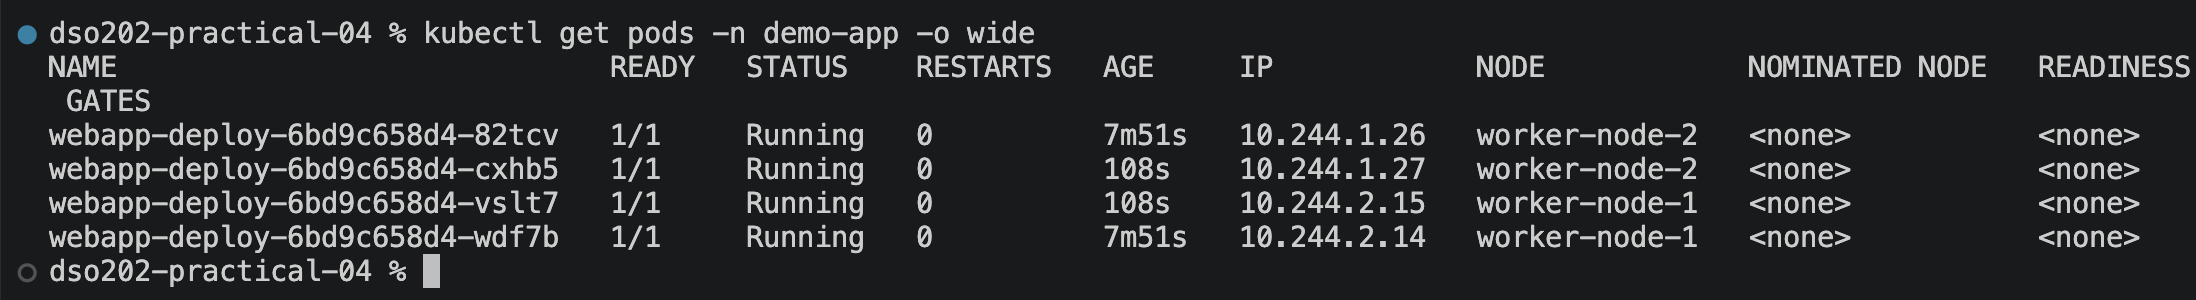 dso202-practical-04 % kubectl get pods -n demo-app -o wide
NAME                             READY   STATUS    RESTARTS   AGE     IP            NODE            NOMINATED NODE   READINESS
 GATES
webapp-deploy-6bd9c658d4-82tcv   1/1     Running   0          7m51s   10.244.1.26   worker-node-2   <none>           <none>
webapp-deploy-6bd9c658d4-cxhb5   1/1     Running   0          108s    10.244.1.27   worker-node-2   <none>           <none>
webapp-deploy-6bd9c658d4-vslt7   1/1     Running   0          108s    10.244.2.15   worker-node-1   <none>           <none>
webapp-deploy-6bd9c658d4-wdf7b   1/1     Running   0          7m51s   10.244.2.14   worker-node-1   <none>           <none>
dso202-practical-04 %